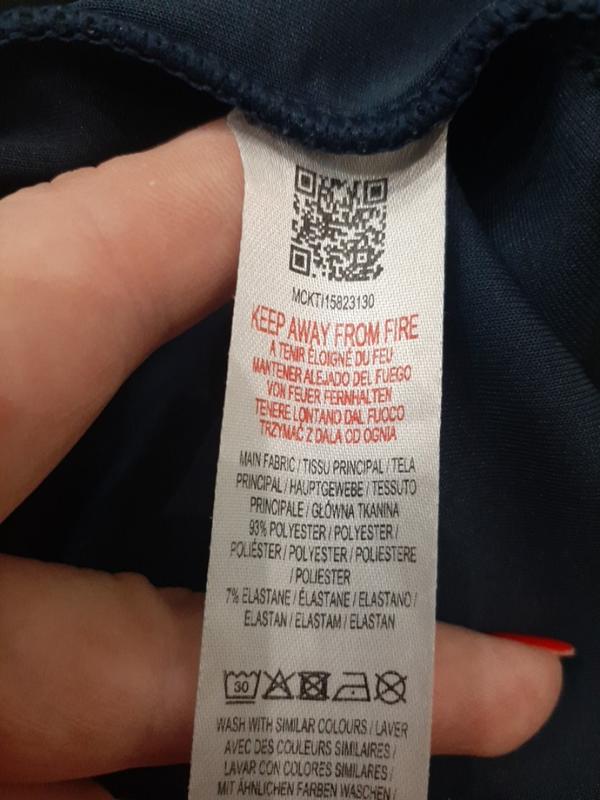 MCKTI15823130
KEEP AWAY FROM FIRE
A TENIR ÉLOIGNÉ DU FEU
MANTENER ALEJADO DEL FUEGO
VON FEUER FERNHALTEN
TENERE LONTANO DAL FUOCO
TRZYMAĆ Z DALA OD OGNIA
MAIN FABRIC / TISSU PRINCIPAL / TELA
PRINCIPAL / HAUPTGEWEBE / TESSUTO
PRINCIPALE / GŁÓWNA TKANINA
93% POLYESTER / POLYESTER /
POLIÉSTER / POLYESTER / POLIESTERE
/ POLIESTER
7% ELASTANE / ÉLASTANE / ELASTANO /
ELASTAN / ELASTAM / ELASTAN
30
WASH WITH SIMILAR COLOURS / LAVER
AVEC DES COULEURS SIMILAIRES /
LAVAR CON COLORES SIMILARES /
MIT ÄHNLICHEN FARBEN WASCHEN /